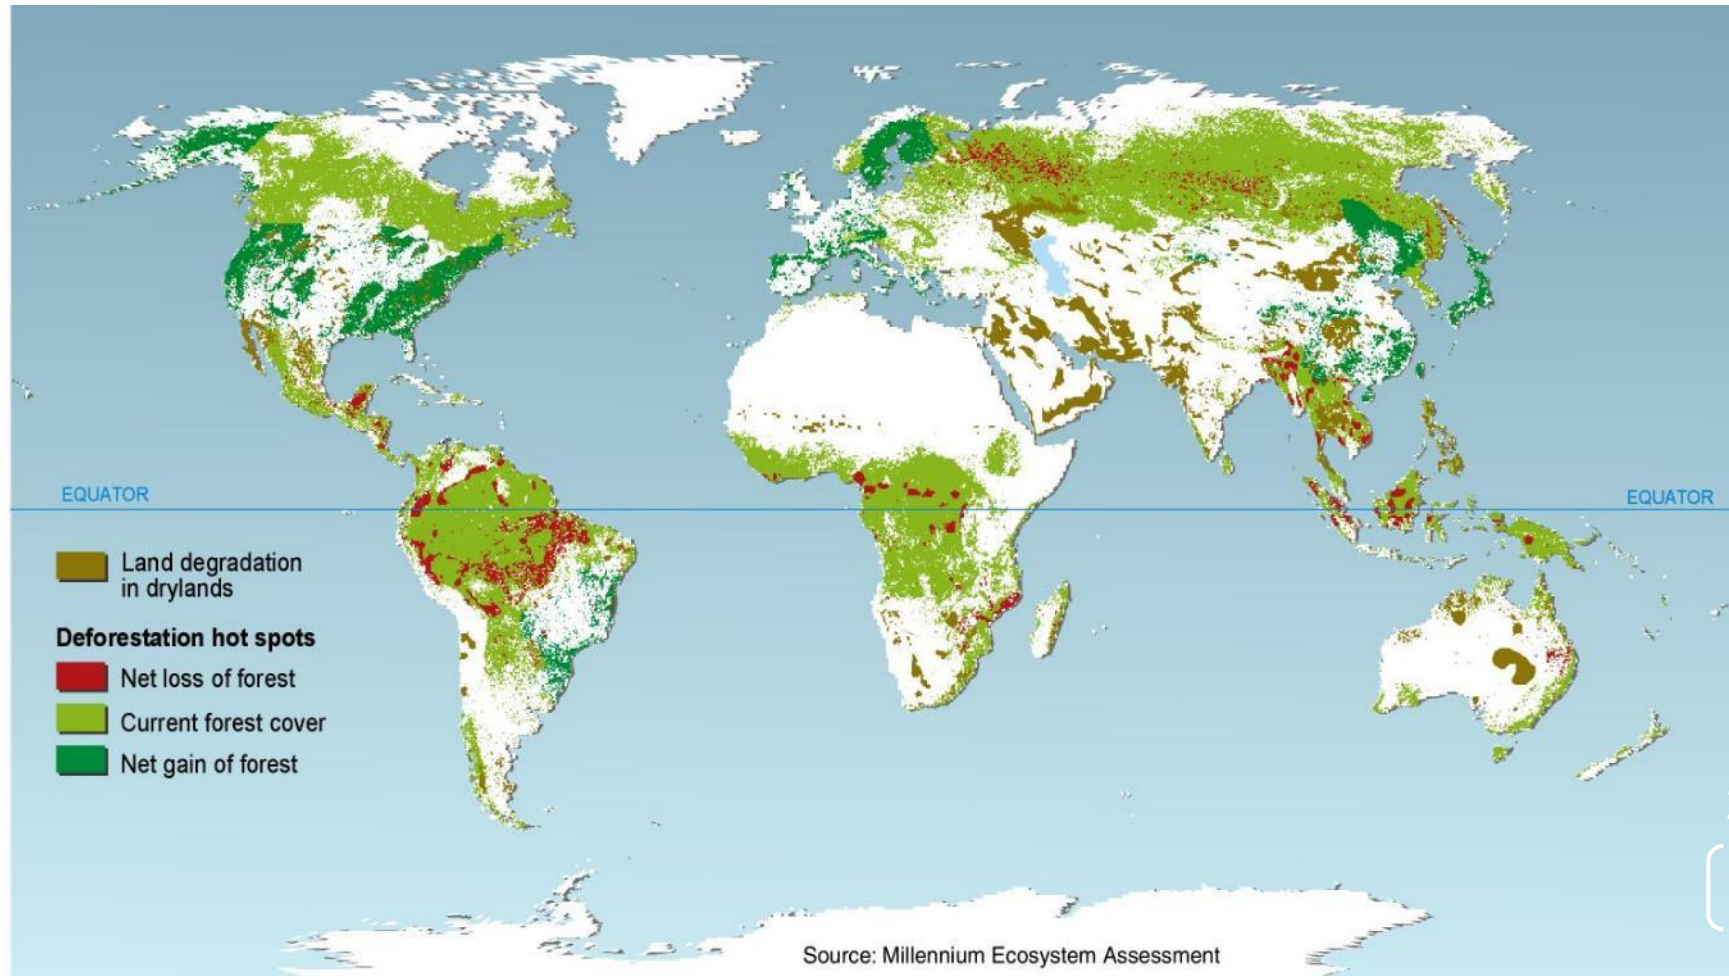 EQUATOR
EQUATOR
Land degradation
in drylands
Deforestation hot spots
Net loss of forest
Current forest cover
Net gain of forest
Source: Millennium Ecosystem Assessment